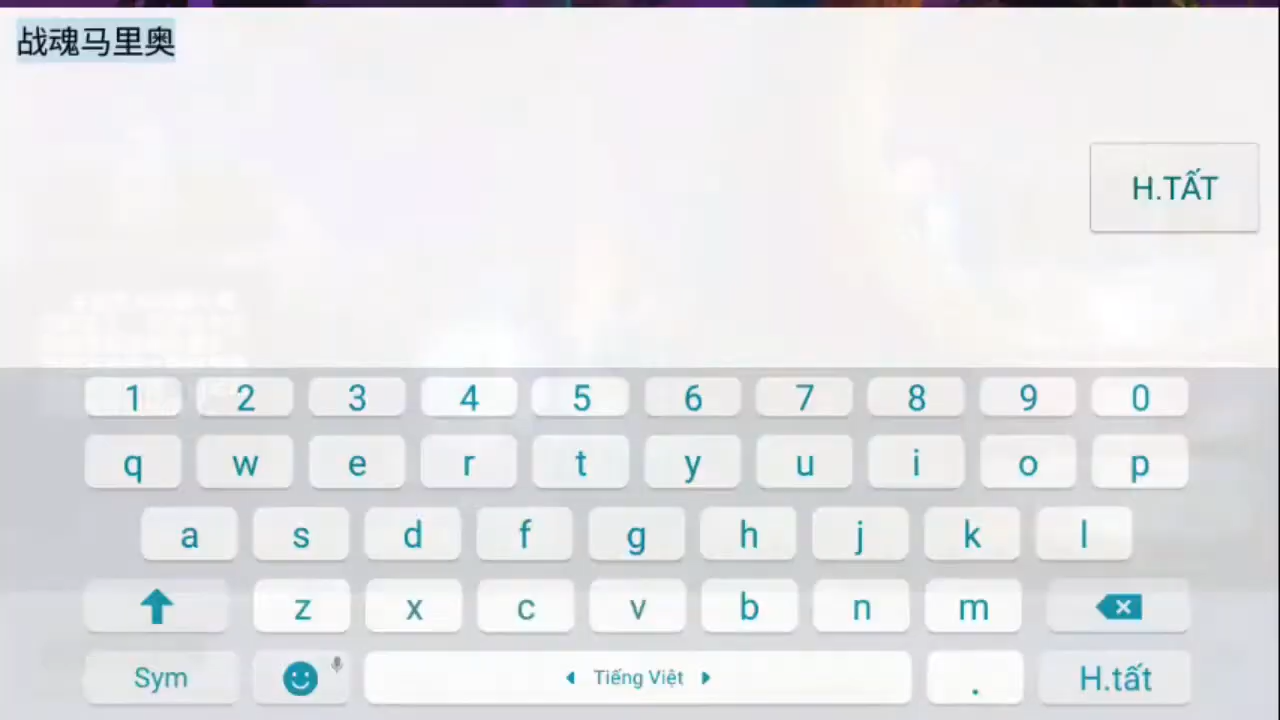 战魂马里奥
H.TẤT
1 2 3 4 5 6 7 8 9 0
q w e r t y u i o p
a s d f g h j k l
z x c v b n m
Sym Tiếng Việt . H.tất